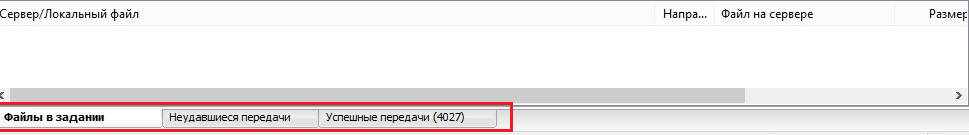 Сервер/Локальный файл Напра... Файл на сервере Размер
Файлы в задании Неудавшиеся передачи Успешные передачи (4027)